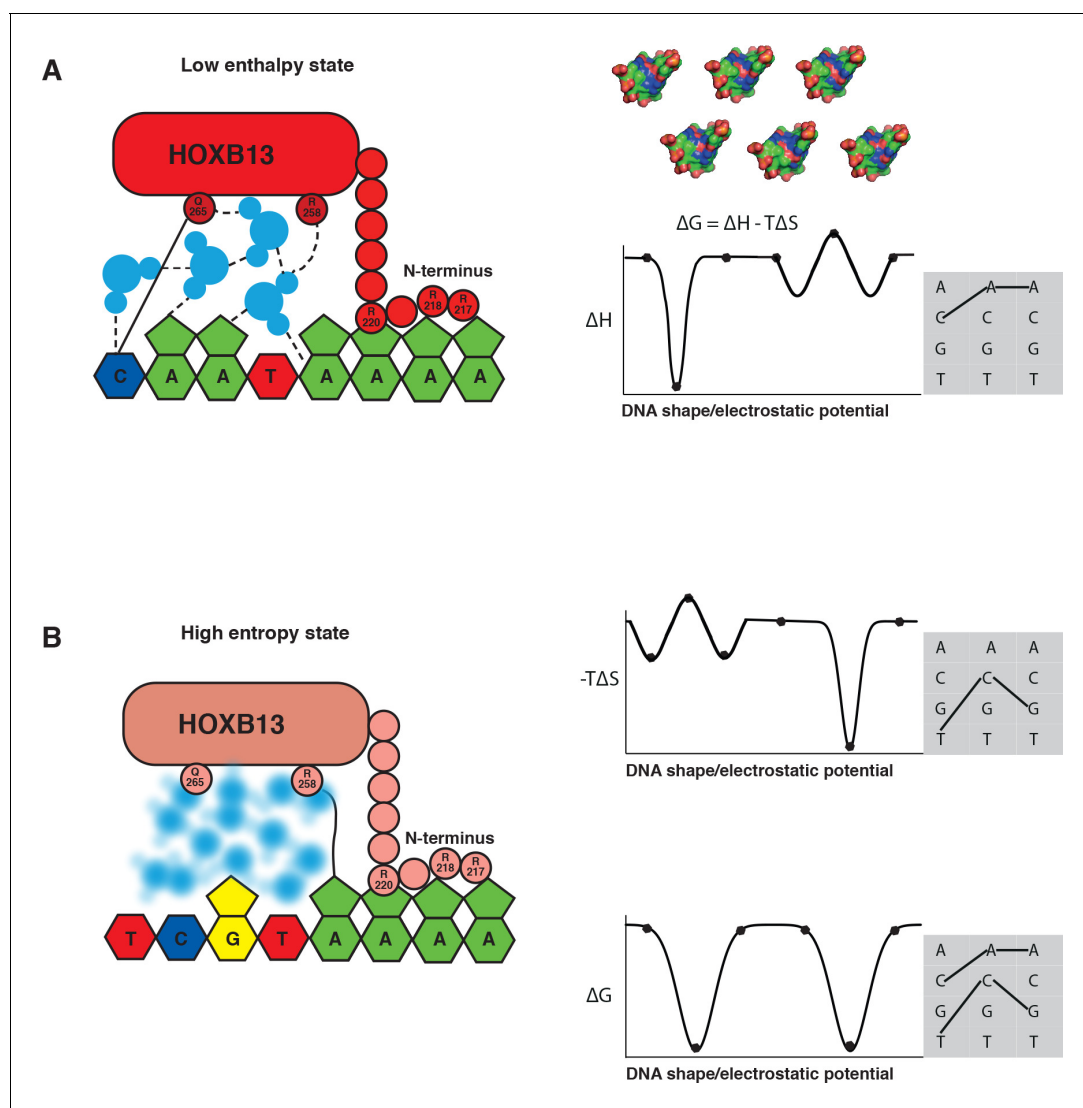 A
Low enthalpy state
HOXB13
Q
265
R
258
N-terminus
R
220
R
218
R
217
C A A T A A A A
ΔG = ΔH - TΔS
ΔH
DNA shape/electrostatic potential
A A A
C C C
G G G
T T T
B
High entropy state
HOXB13
Q
265
R
258
N-terminus
R
220
R
218
R
217
T C G T A A A A
-TΔS
DNA shape/electrostatic potential
A A A
C C C
G G G
T T T
ΔG
DNA shape/electrostatic potential
A A A
C C C
G G G
T T T